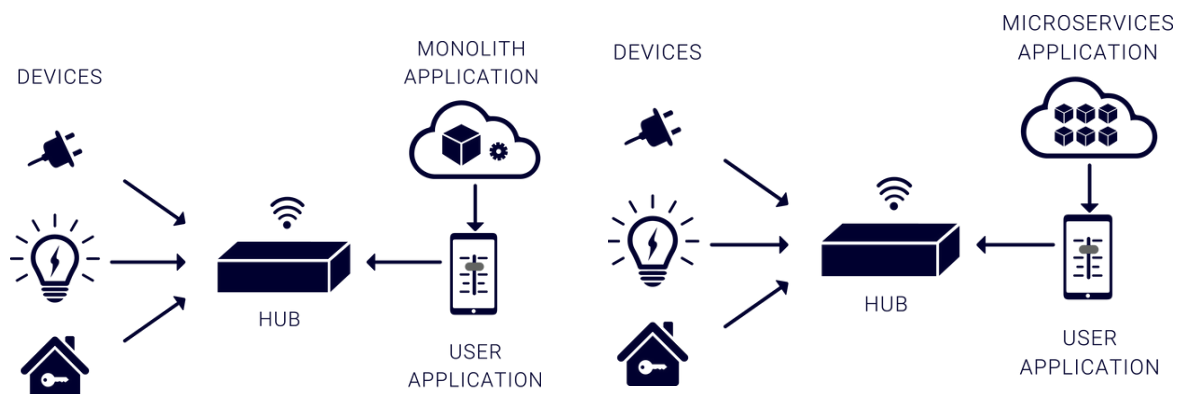 DEVICES
MONOLITH
APPLICATION
HUB
USER
APPLICATION
DEVICES
MICROSERVICES
APPLICATION
HUB
USER
APPLICATION